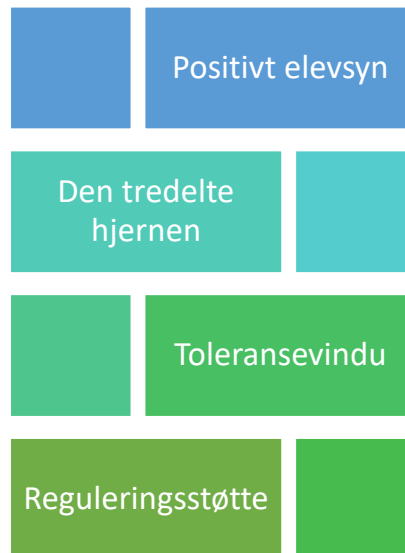 Positivt elevsyn
Den tredelte
hjernen
Toleransevindu
Reguleringsstøtte